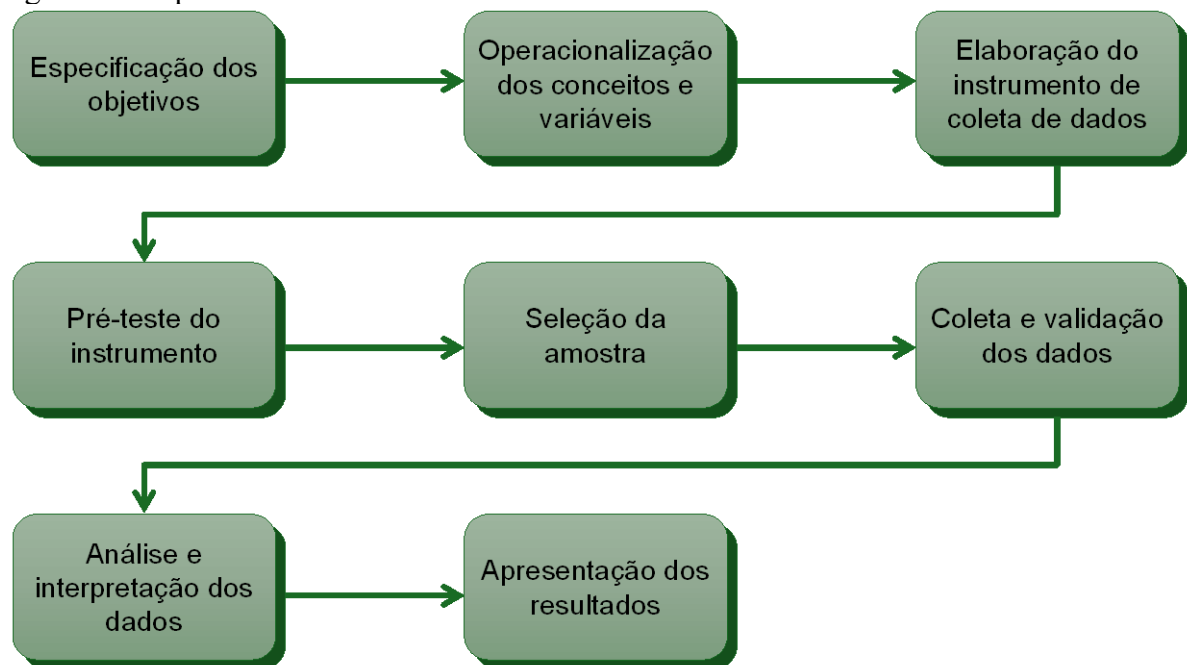 Especificação dos
objetivos
Operacionalização
dos conceitos e
variáveis
Elaboração do
instrumento de
coleta de dados
Pré-teste do
instrumento
Seleção da
amostra
Coleta e validação
dos dados
Análise e
interpretação dos
dados
Apresentação dos
resultados